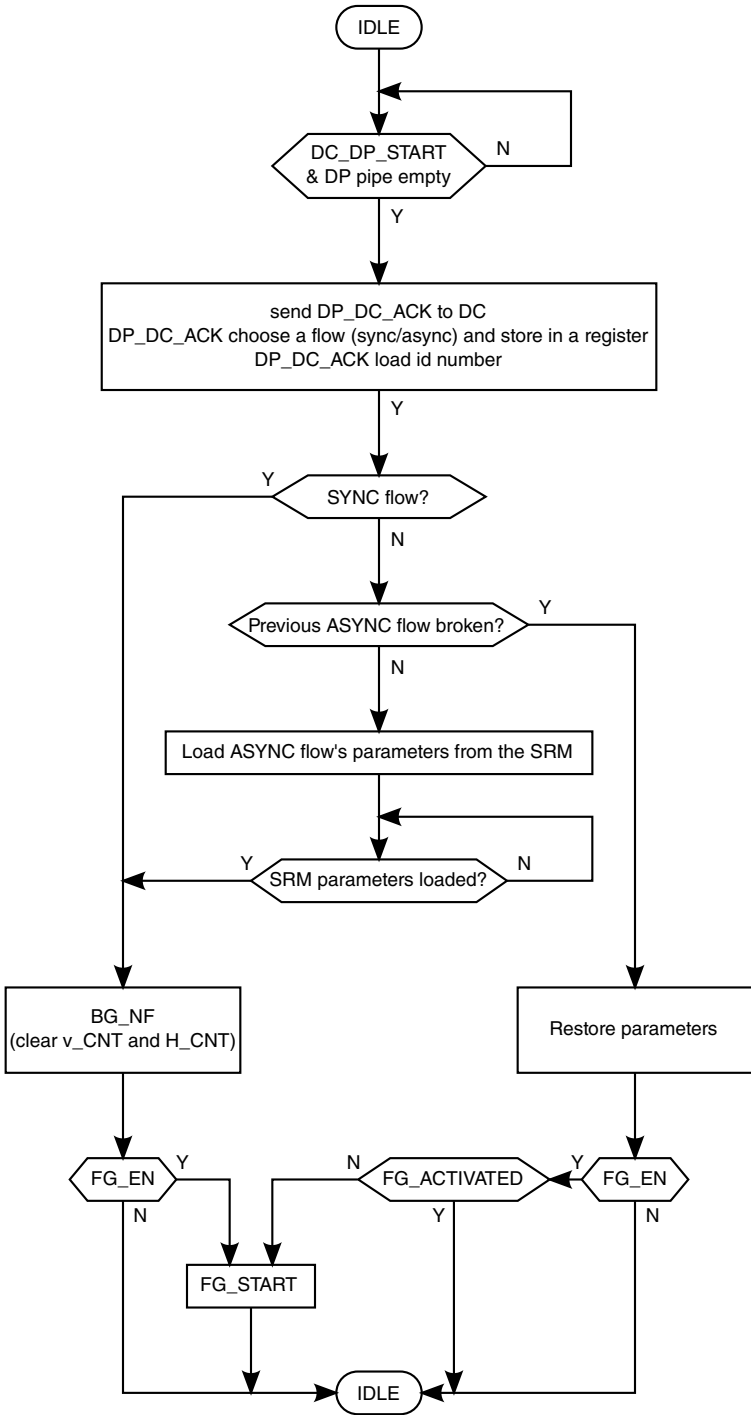 IDLE
DC_DP_START
& DP pipe empty
N
Y
send DP_DC_ACK to DC
DP_DC_ACK choose a flow (sync/async) and store in a register
DP_DC_ACK load id number
Y
Y
SYNC flow?
N
Previous ASYNC flow broken?
Y
N
Load ASYNC flow's parameters from the SRM
Y
SRM parameters loaded?
N
BG_NF
(clear v_CNT and H_CNT)
Restore parameters
FG_EN
Y
N
N
FG_ACTIVATED
Y
Y
FG_EN
N
FG_START
IDLE